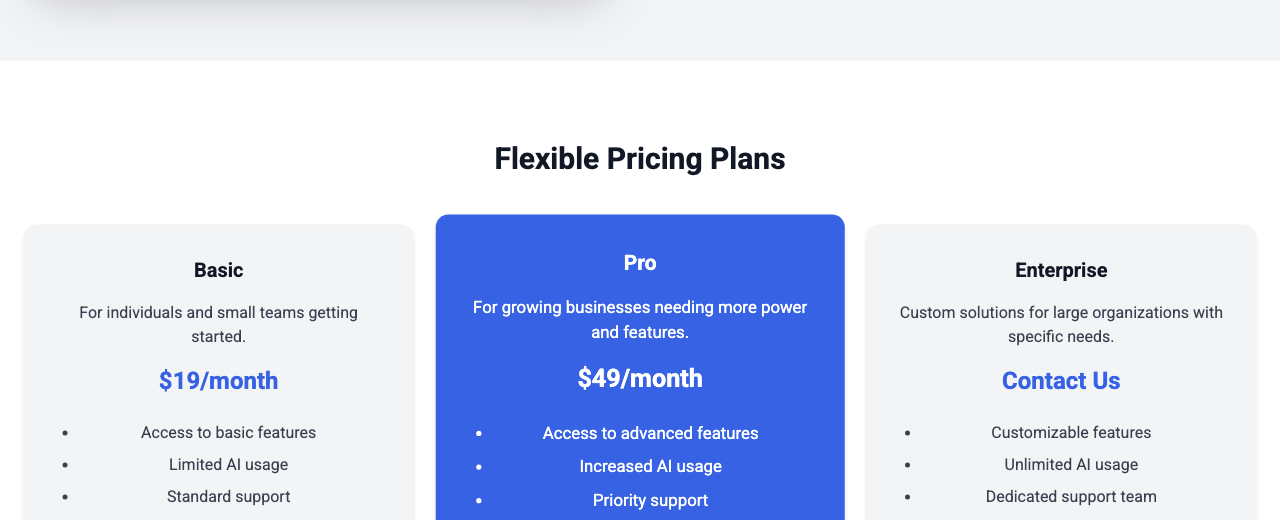 Flexible Pricing Plans
Basic
For individuals and small teams getting
started.
$19/month
• Access to basic features
• Limited AI usage
• Standard support
Pro
For growing businesses needing more power
and features.
$49/month
• Access to advanced features
• Increased AI usage
• Priority support
Enterprise
Custom solutions for large organizations with
specific needs.
Contact Us
• Customizable features
• Unlimited AI usage
• Dedicated support team